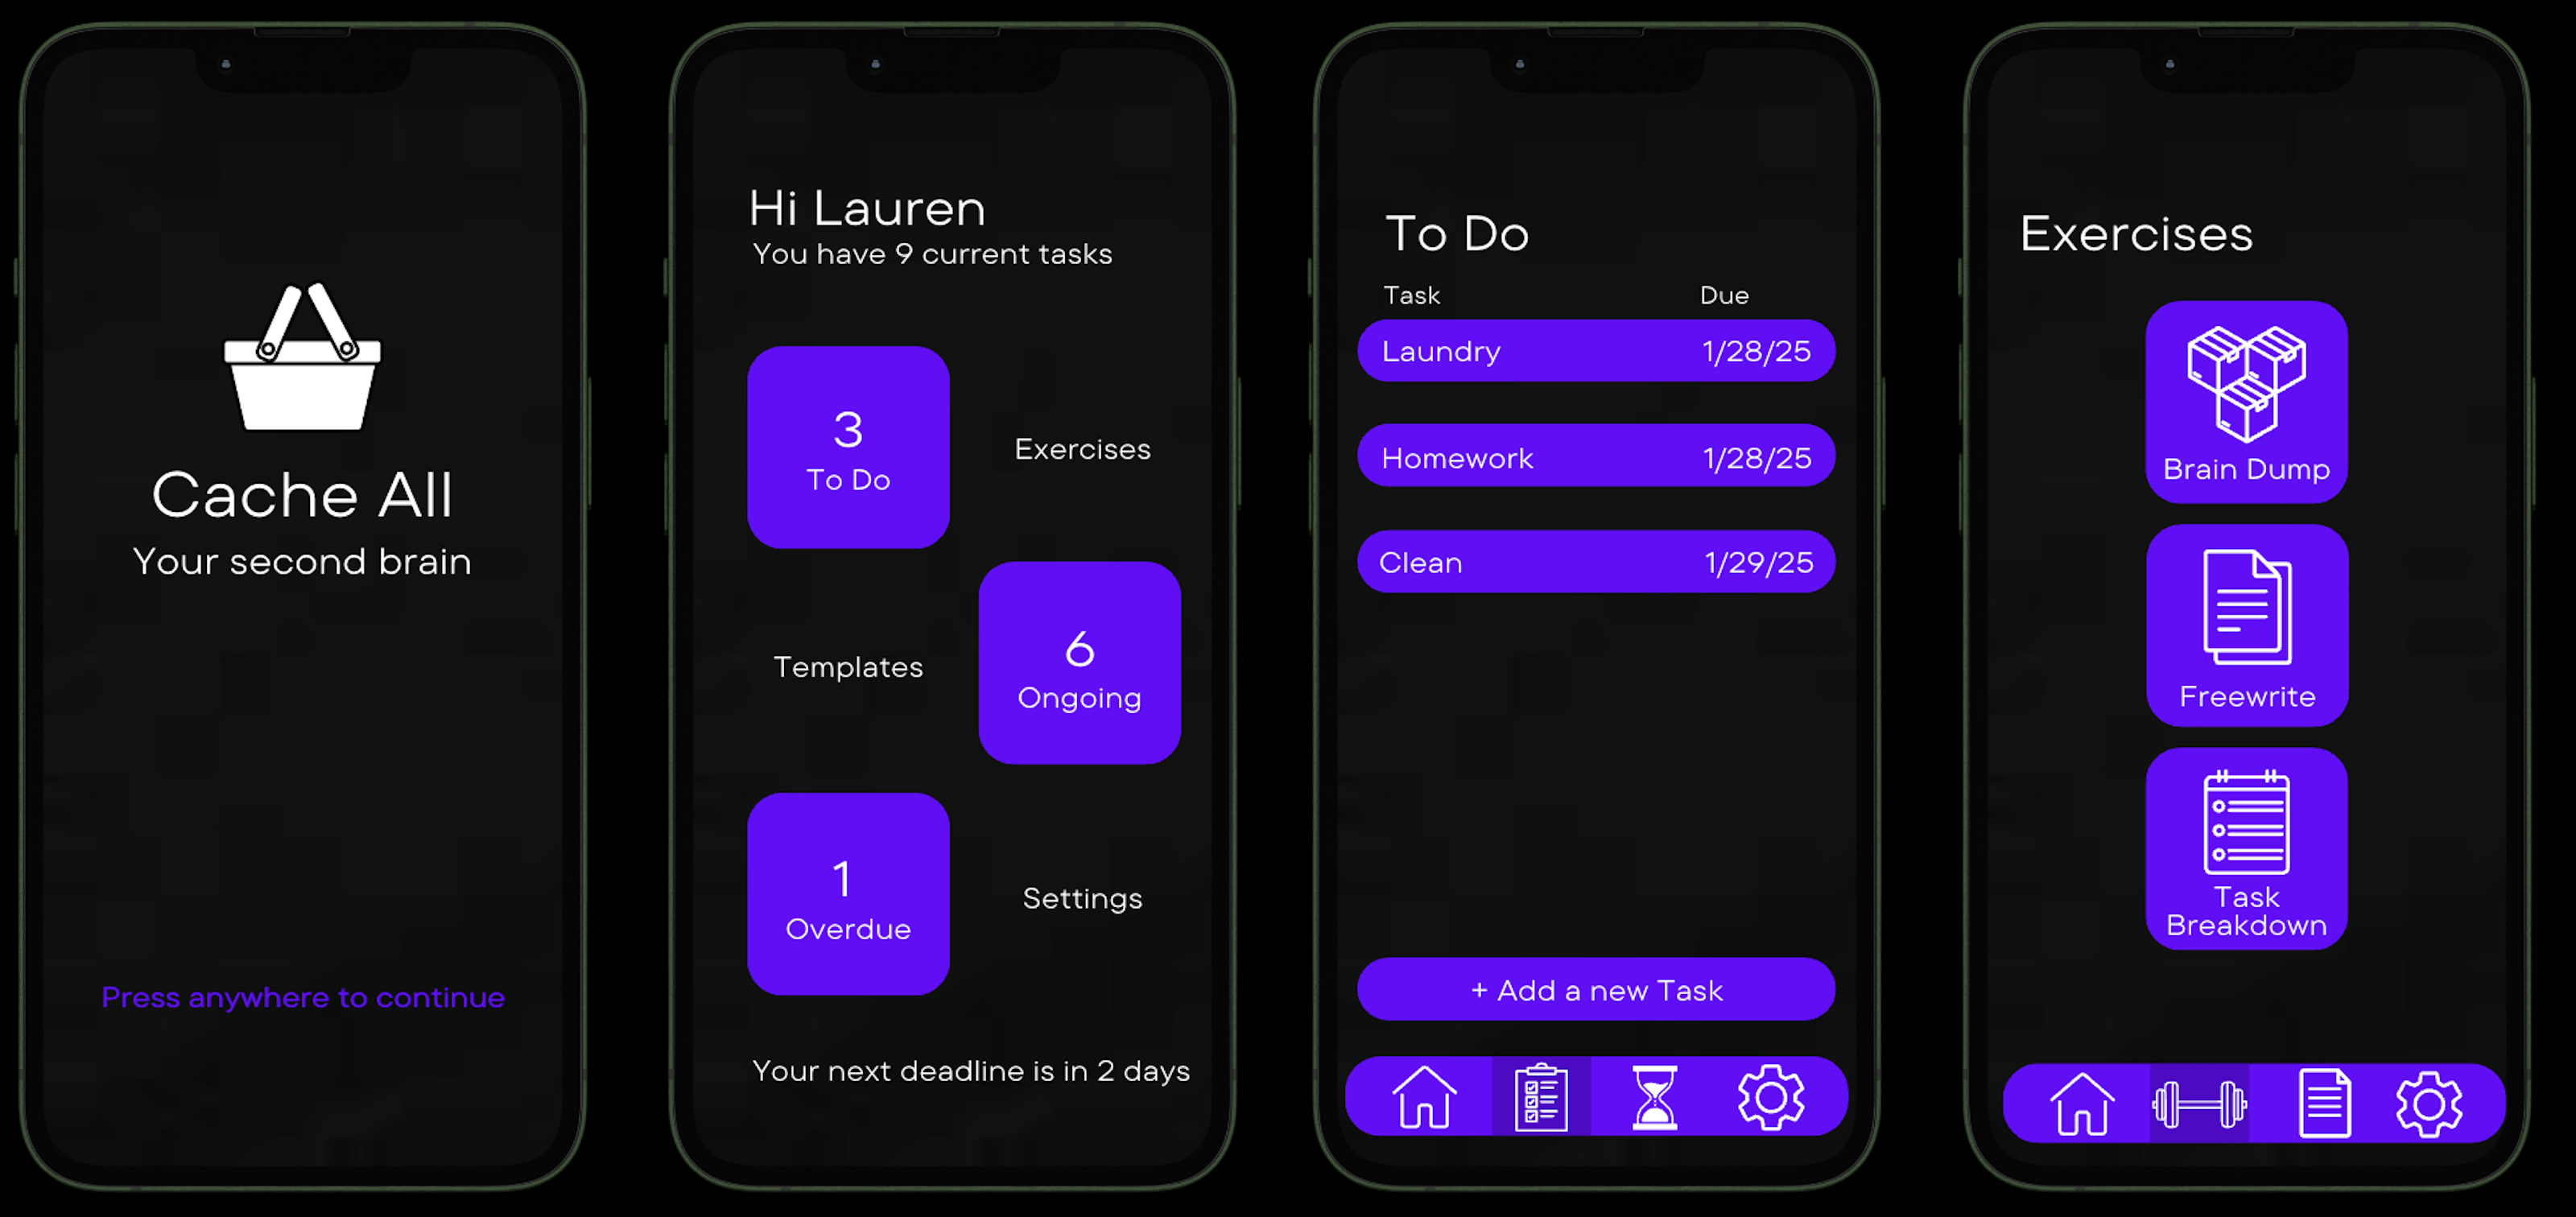 Cache All
Your second brain
Press anywhere to continue
Hi Lauren
You have 9 current tasks
3
To Do
Exercises
Templates
6
Ongoing
1
Overdue
Settings
Your next deadline is in 2 days
To Do
Task Due
Laundry 1/28/25
Homework 1/28/25
Clean 1/29/25
+ Add a new Task
Exercises
Brain Dump
Freewrite
Task
Breakdown